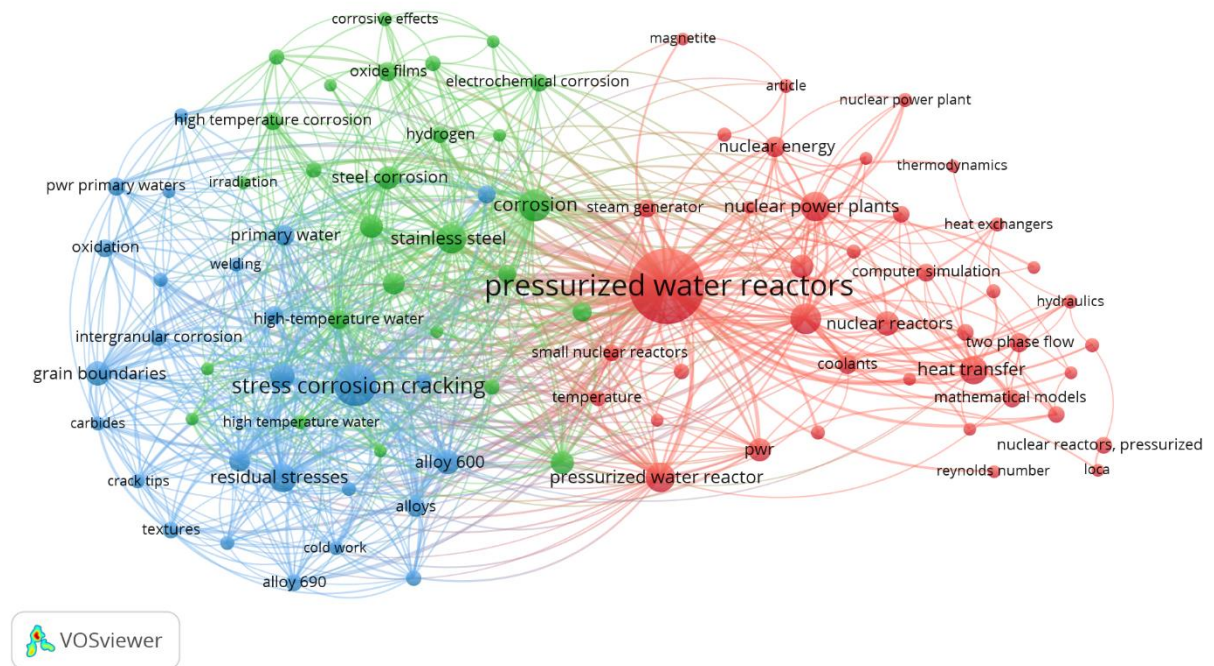 corrosive effects
magnetite
oxide films
electrochemical corrosion
article
nuclear power plant
high temperature corrosion
hydrogen
nuclear energy
thermodynamics
pwr primary waters
irradiation
steel corrosion
corrosion
steam generator
nuclear power plants
heat exchangers
oxidation
primary water
stainless steel
welding
pressurized water reactors
computer simulation
hydraulics
intergranular corrosion
high-temperature water
nuclear reactors
two phase flow
small nuclear reactors
grain boundaries
stress corrosion cracking
coolants
heat transfer
temperature
mathematical models
carbides
high temperature water
nuclear reactors, pressurized
pwr
alloy 600
crack tips
residual stresses
pressurized water reactor
reynolds number
loca
alloys
textures
cold work
alloy 690
VOSviewer